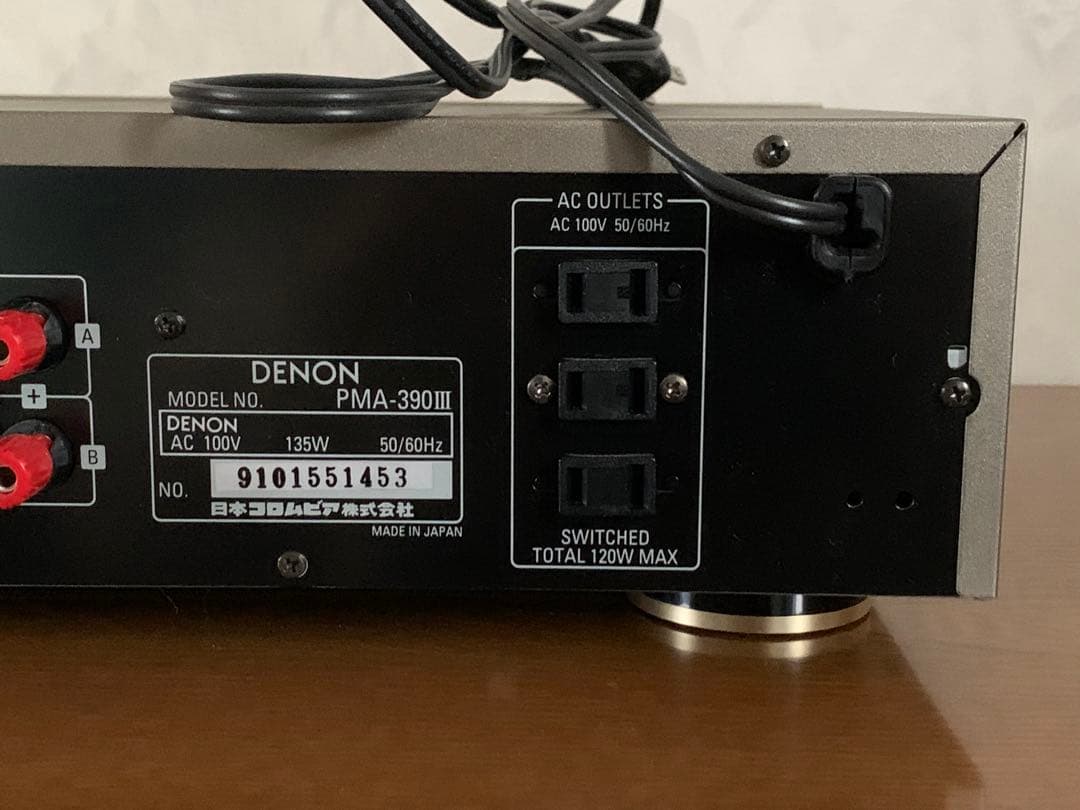 AC OUTLETS
AC 100V 50/60Hz
A
+
B
DENON
MODEL NO. PMA-390III
DENON
AC 100V 135W 50/60Hz
NO. 9101551453
日本コロムビア株式会社
MADE IN JAPAN
SWITCHED
TOTAL 120W MAX